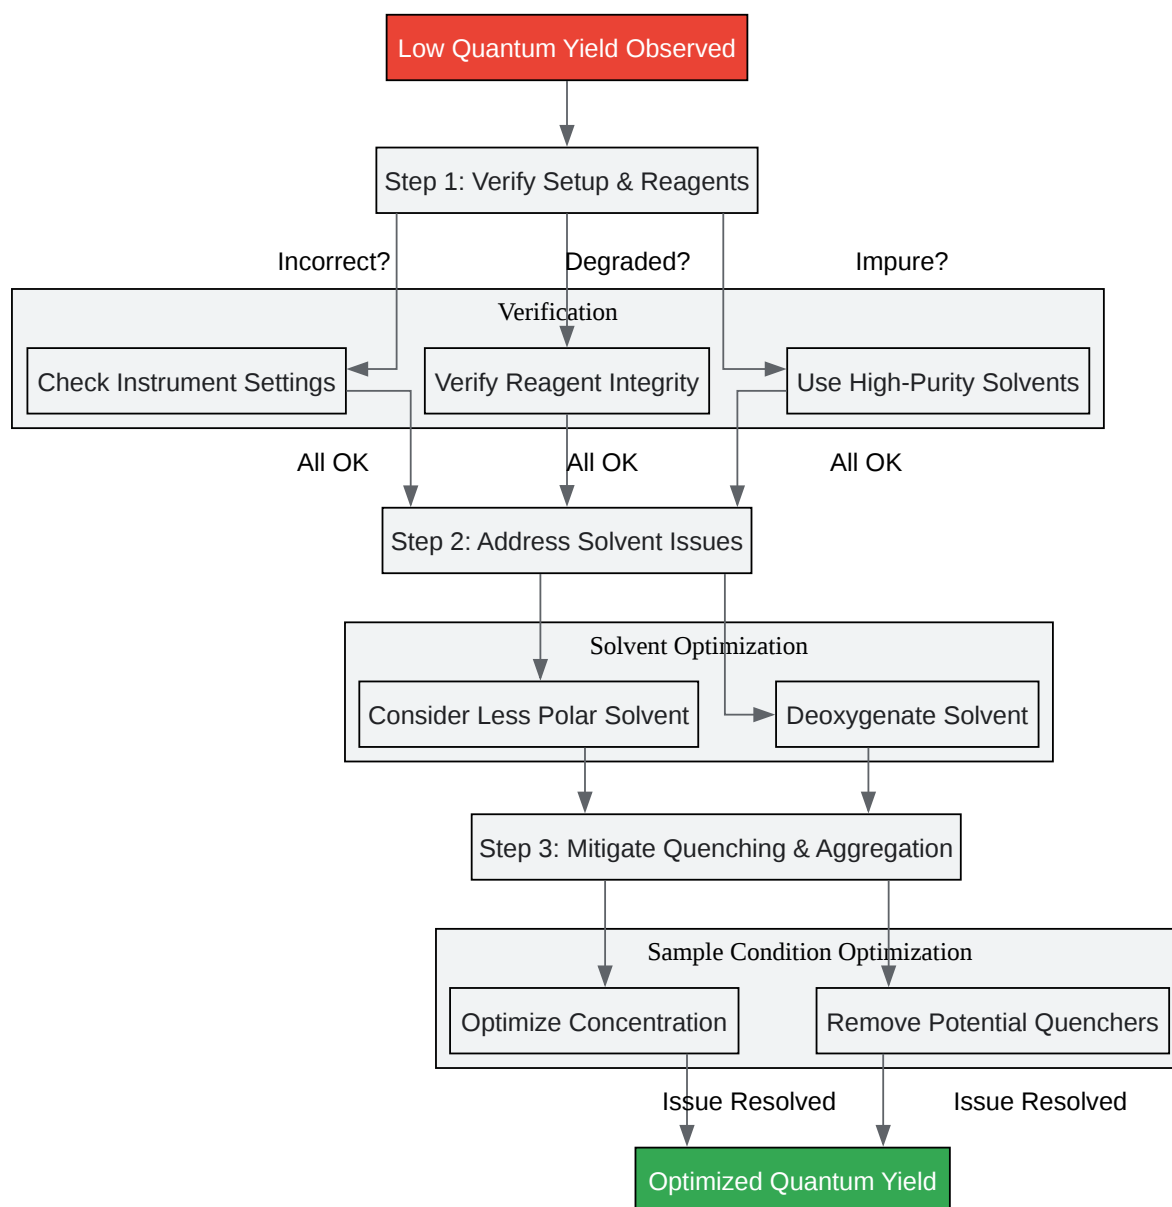 Low Quantum Yield Observed
Step 1: Verify Setup & Reagents
Incorrect?
Degraded?
Impure?
Verification
Check Instrument Settings
Verify Reagent Integrity
Use High-Purity Solvents
All OK
All OK
All OK
Step 2: Address Solvent Issues
Solvent Optimization
Consider Less Polar Solvent
Deoxygenate Solvent
Step 3: Mitigate Quenching & Aggregation
Sample Condition Optimization
Optimize Concentration
Remove Potential Quenchers
Issue Resolved
Issue Resolved
Optimized Quantum Yield